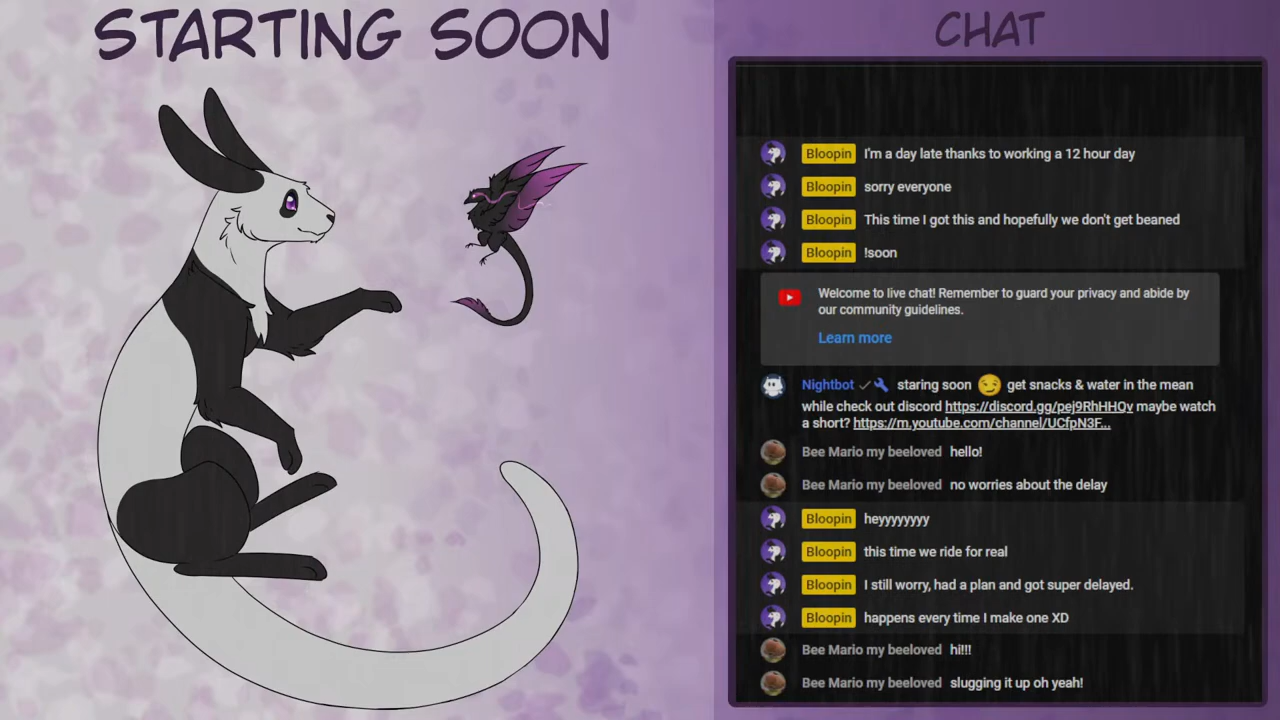 STARTING SOON
CHAT
Bloopin I'm a day late thanks to working a 12 hour day
Bloopin sorry everyone
Bloopin This time I got this and hopefully we don't get beaned
Bloopin !soon
Welcome to live chat! Remember to guard your privacy and abide by
our community guidelines.
Learn more
Nightbot staring soon 😏 get snacks & water in the mean
while check out discord https://discord.gg/pej9RhHHQv maybe watch
a short? https://m.youtube.com/channel/UCfpN3F...
Bee Mario my beeloved hello!
Bee Mario my beeloved no worries about the delay
Bloopin heyyyyyyyy
Bloopin this time we ride for real
Bloopin I still worry, had a plan and got super delayed.
Bloopin happens every time I make one XD
Bee Mario my beeloved hi!!!
Bee Mario my beeloved slugging it up oh yeah!